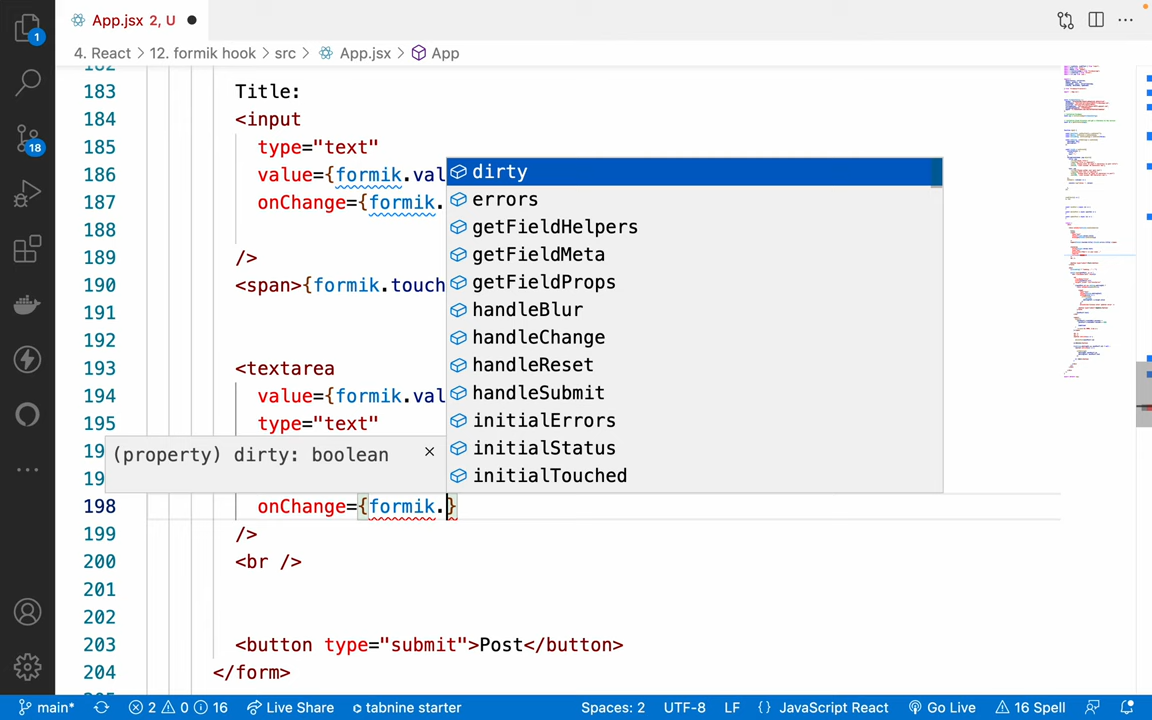 App.jsx 2, U
1
4. React > 12. formik hook > src > App.jsx > App
182
183 Title:
184 <input
185 type="text"
186 value={formik.val
187 onChange={formik.
188
189 />
190 <span>{formik.touch
191
192
193 <textarea
194 value={formik.val
195 type="text"
19
19
198 onChange={formik.}
199 />
200 <br />
201
202
203 <button type="submit">Post</button>
204 </form>
dirty
errors
getFieldHelpers
getFieldMeta
getFieldProps
handleBlur
handleChange
handleReset
handleSubmit
initialErrors
initialStatus
initialTouched
(property) dirty: boolean ×
18
main* 2 0 16 Live Share tabnine starter Spaces: 2 UTF-8 LF {} JavaScript React Go Live 16 Spell